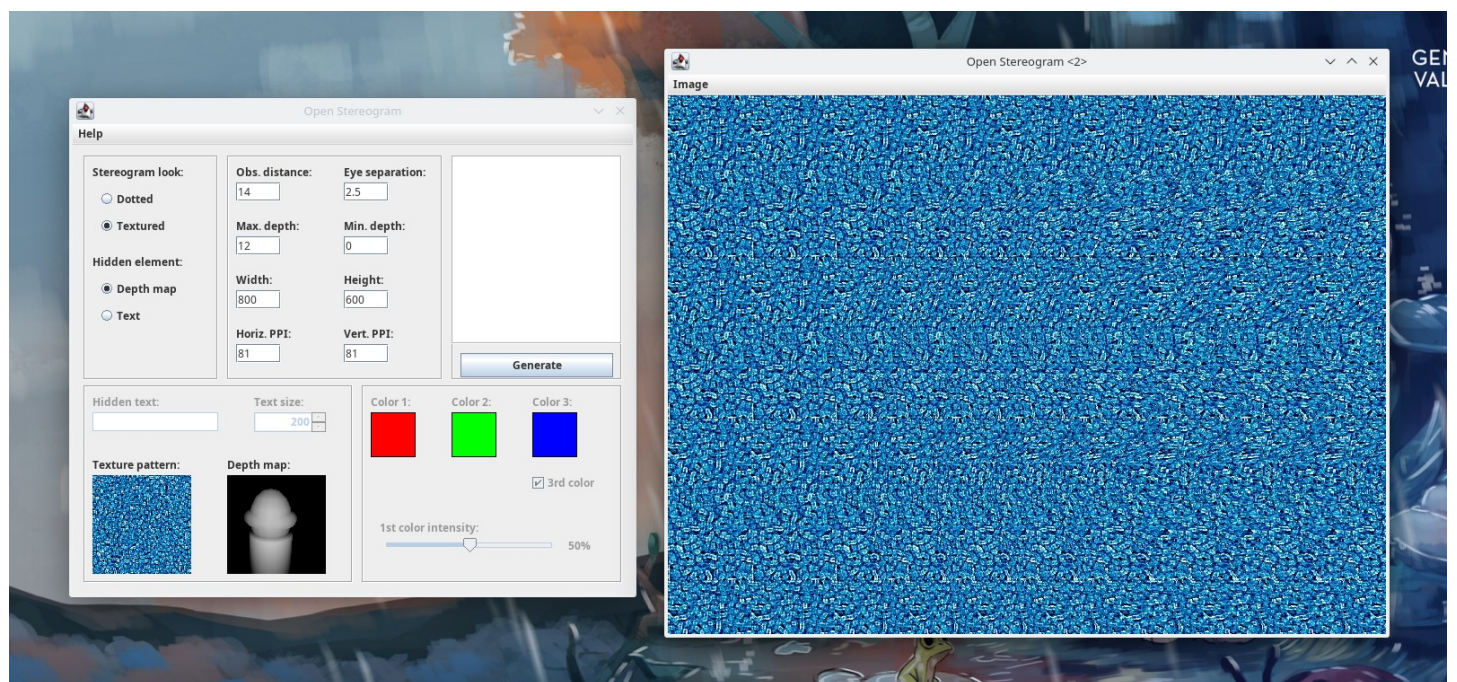 Open Stereogram
Help
Stereogram look:
Dotted
Textured
Hidden element:
Depth map
Text
Obs. distance:
Eye separation:
14
2.5
Max. depth:
Min. depth:
12
0
Width:
Height:
800
600
Horiz. PPI:
Vert. PPI:
81
81
Generate
Hidden text:
Text size:
200
Texture pattern:
Depth map:
Color 1:
Color 2:
Color 3:
3rd color
1st color intensity:
50%
Open Stereogram <2>
Image